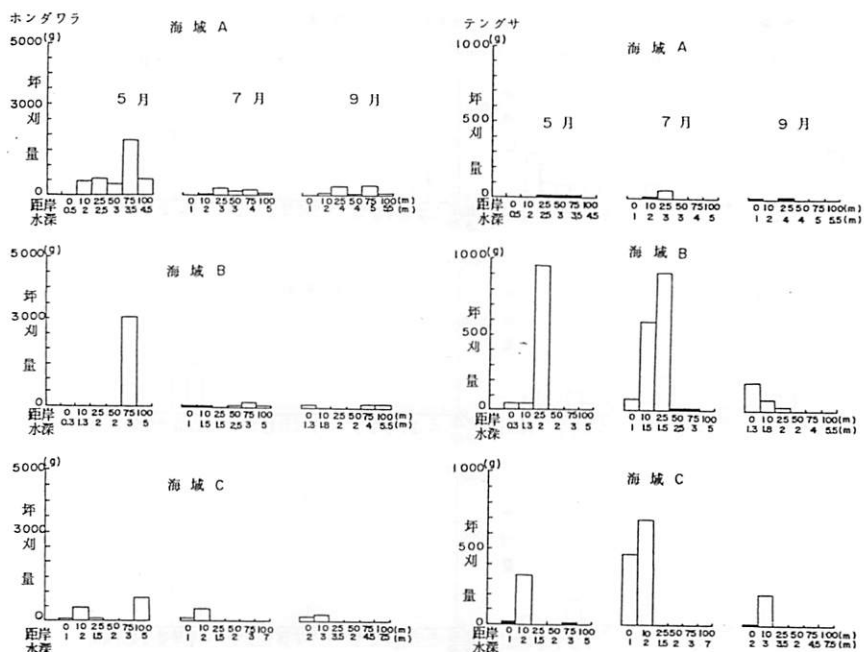 ホンダワラ
海域 A
5000 (g)
坪
3000
刈
量
0
5月
7月
9月
距岸 0 10 25 50 75 100 0 10 25 50 75 100 0 10 25 50 75 100(m)
水深 0.5 2 2.5 3 3.5 4.5 1 2 3 3 4 5 1 2 4 4 5 5.5(m)
海域 B
5000
坪
3000
刈
量
0
距岸 0 10 25 50 75 100 0 10 25 50 75 100 0 10 25 50 75 100(m)
水深 0.3 1.3 2 2 3 5 1 1.5 1.5 2.5 3 5 1.3 1.8 2 2 4 5.5(m)
海域 C
5000 (g)
坪
3000
刈
量
0
距岸 0 10 25 50 75 100 0 10 25 50 75 100 0 10 25 50 75 100(m)
水深 1 2 1.5 2 3 5 1 2 1.5 2 3 7 2 3 3.5 2 4.5 7.5(m)
テングサ
海域 A
1000 (g)
坪
500
刈
量
0
5月
7月
9月
距岸 0 10 25 50 75 100 0 10 25 50 75 100 0 10 25 50 75 100(m)
水深 0.5 2 2.5 3 3.5 4.5 1 2 3 3 4 5 1 2 4 4 5 5.5(m)
海域 B
1000 (g)
坪
刈
500
量
0
距岸 0 10 25 50 75 100 0 10 25 50 75 100 0 10 25 50 75 100(m)
水深 0.3 1.3 2 2 3 5 1 1.5 1.5 2.5 3 5 1.3 1.8 2 2 4 5.5(m)
海域 C
1000 (g)
坪
刈
500
量
0
距岸 0 10 25 50 75 100 0 10 25 50 75 100 0 10 25 50 75 100(m)
水深 1 2 1.5 2 3 5 1 2 1.5 2 3 7 2 3 3.5 2 4.5 7.5(m)